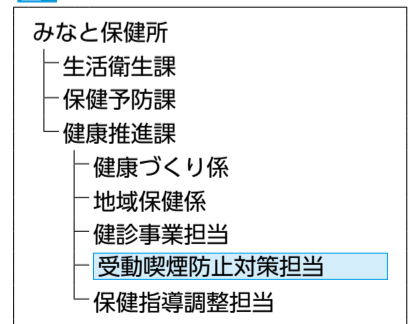 みなと保健所
生活衛生課
保健予防課
健康推進課
健康づくり係
地域保健係
健診事業担当
受動喫煙防止対策担当
保健指導調整担当